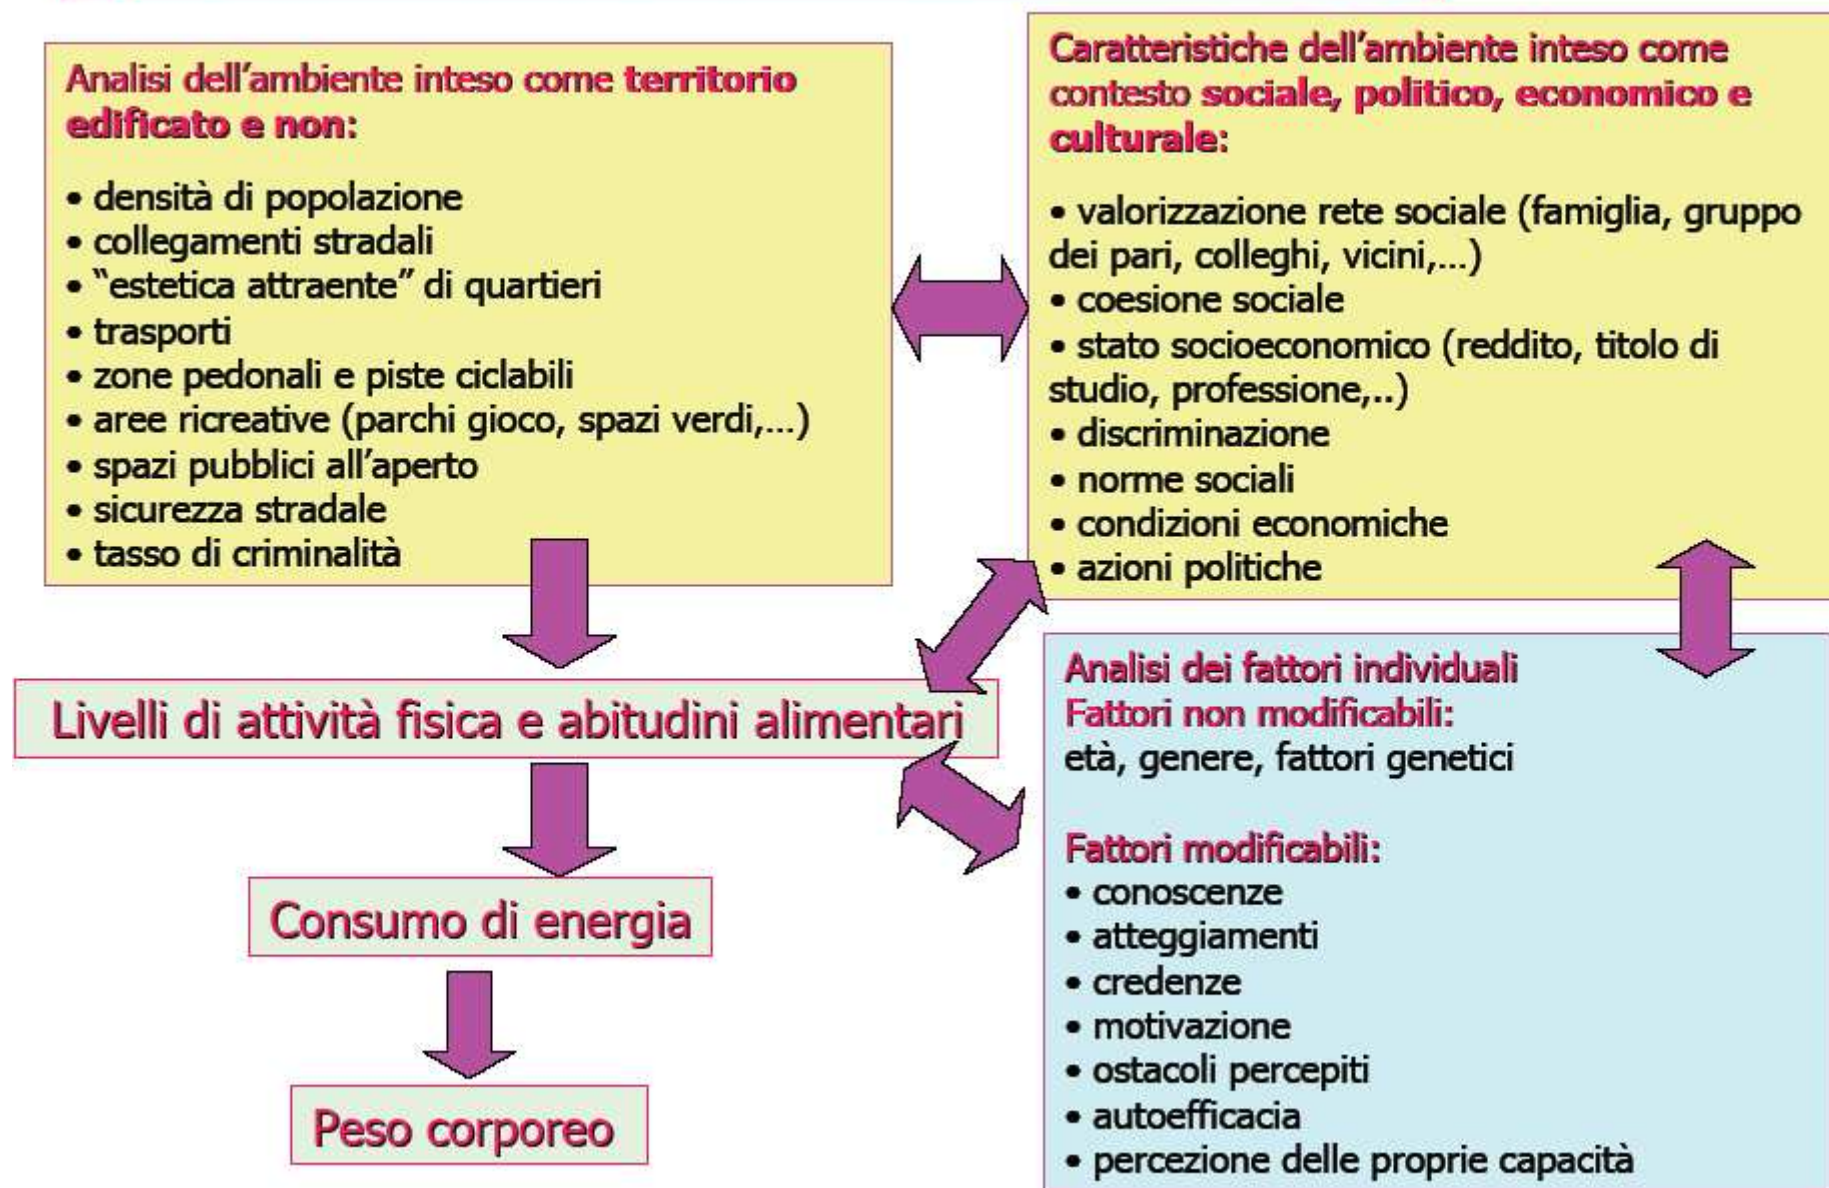 Analisi dell'ambiente inteso come territorio
edificato e non:
• densità di popolazione
• collegamenti stradali
• "estetica attraente" di quartieri
• trasporti
• zone pedonali e piste ciclabili
• aree ricreative (parchi gioco, spazi verdi,...)
• spazi pubblici all'aperto
• sicurezza stradale
• tasso di criminalità
Caratteristiche dell'ambiente inteso come
contesto sociale, politico, economico e
culturale:
• valorizzazione rete sociale (famiglia, gruppo
dei pari, colleghi, vicini,...)
• coesione sociale
• stato socioeconomico (reddito, titolo di
studio, professione,..)
• discriminazione
• norme sociali
• condizioni economiche
• azioni politiche
Livelli di attività fisica e abitudini alimentari
Consumo di energia
Peso corporeo
Analisi dei fattori individuali
Fattori non modificabili:
età, genere, fattori genetici
Fattori modificabili:
• conoscenze
• atteggiamenti
• credenze
• motivazione
• ostacoli percepiti
• autoefficacia
• percezione delle proprie capacità